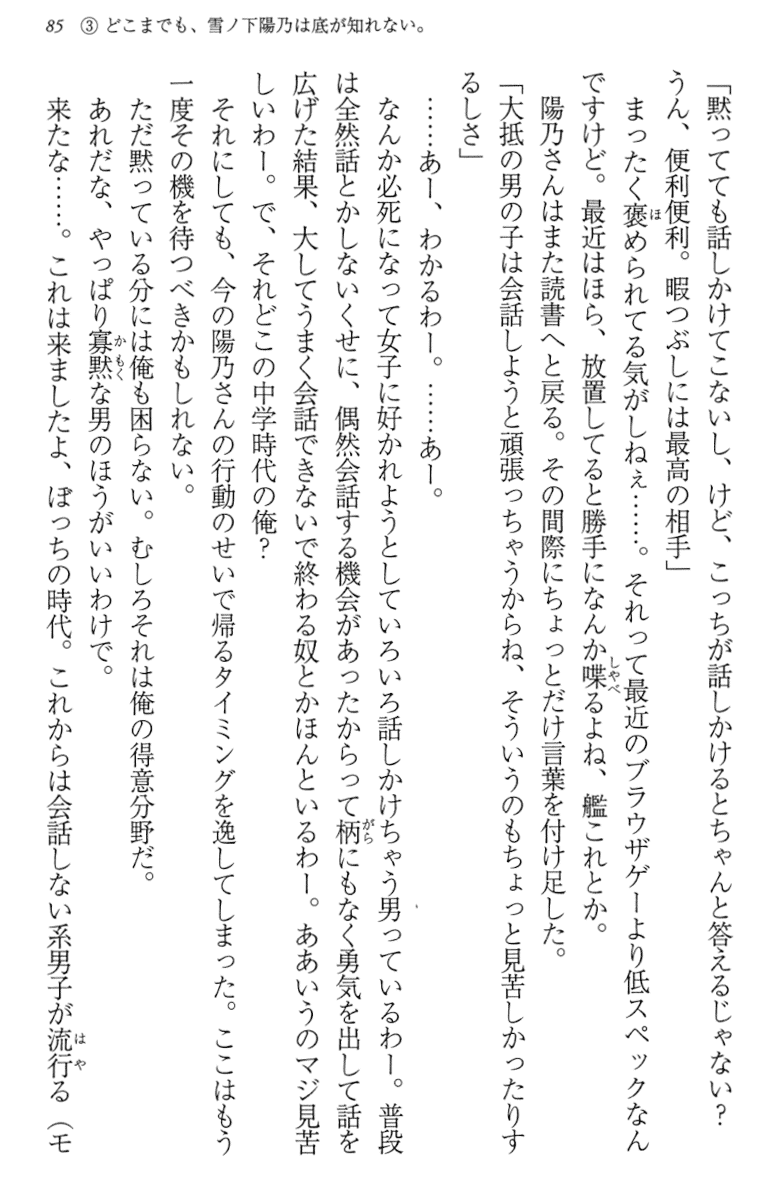 85 ③ どこまでも、雪ノ下陽乃は底が知れない。
「黙ってても話しかけてこないし、けど、こっちが話しかけるとちゃんと答えるじゃない？
うん、便利便利。暇つぶしには最高の相手」
まったく褒められてる気がしねぇ……。それって最近のブラウザゲーより低スペックなん
ですけど。最近はほら、放置してると勝手になんか喋るよね、艦これとか。
陽乃さんはまた読書へと戻る。その間際にちょっとだけ言葉を付け足した。
「大抵の男の子は会話しようと頑張っちゃうからね、そういうのもちょっと見苦しかったりす
るしさ」
……あー、わかるわー。……あー。
なんか必死になって女子に好かれようとしていろいろ話しかけちゃう男っているわー。普段
は全然話とかしないくせに、偶然会話する機会があったからって柄にもなく勇気を出して話を
広げた結果、大してうまく会話できないで終わる奴とかほんといるわー。ああいうのマジ見苦
しいわー。で、それどこの中学時代の俺？
それにしても、今の陽乃さんの行動のせいで帰るタイミングを逸してしまった。ここはもう
一度その機を待つべきかもしれない。
ただ黙っている分には俺も困らない。むしろそれは俺の得意分野だ。
あれだな、やっぱり寡黙な男のほうがいいわけで。
来たな……。これは来ましたよ、ぼっちの時代。これからは会話しない系男子が流行る（モ